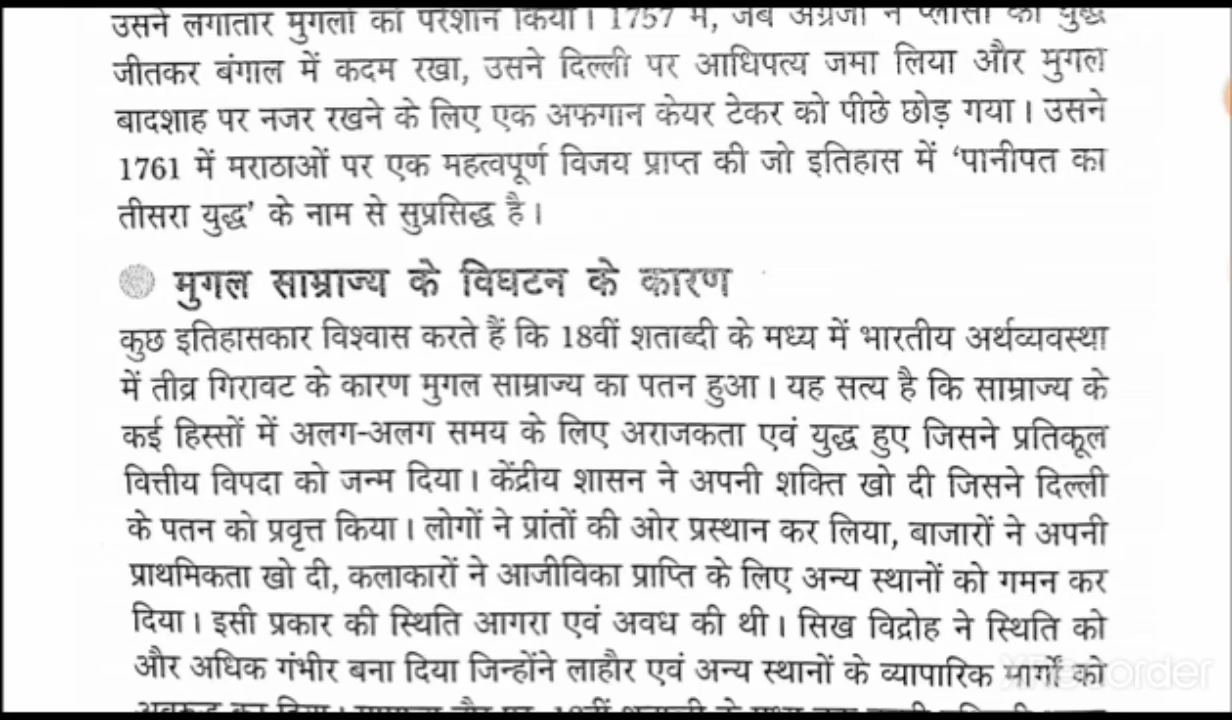 उसने लगातार मुगलों को परेशान किया। 1757 में, जब अंग्रेजों ने प्लासी का युद्ध
जीतकर बंगाल में कदम रखा, उसने दिल्ली पर आधिपत्य जमा लिया और मुगल
बादशाह पर नजर रखने के लिए एक अफगान केयर टेकर को पीछे छोड़ गया। उसने
1761 में मराठाओं पर एक महत्वपूर्ण विजय प्राप्त की जो इतिहास में ‘पानीपत का
तीसरा युद्ध’ के नाम से सुप्रसिद्ध है।
मुगल साम्राज्य के विघटन के कारण
कुछ इतिहासकार विश्वास करते हैं कि 18वीं शताब्दी के मध्य में भारतीय अर्थव्यवस्था
में तीव्र गिरावट के कारण मुगल साम्राज्य का पतन हुआ। यह सत्य है कि साम्राज्य के
कई हिस्सों में अलग-अलग समय के लिए अराजकता एवं युद्ध हुए जिसने प्रतिकूल
वित्तीय विपदा को जन्म दिया। केंद्रीय शासन ने अपनी शक्ति खो दी जिसने दिल्ली
के पतन को प्रवृत्त किया। लोगों ने प्रांतों की ओर प्रस्थान कर लिया, बाजारों ने अपनी
प्राथमिकता खो दी, कलाकारों ने आजीविका प्राप्ति के लिए अन्य स्थानों को गमन कर
दिया। इसी प्रकार की स्थिति आगरा एवं अवध की थी। सिख विद्रोह ने स्थिति को
और अधिक गंभीर बना दिया जिन्होंने लाहौर एवं अन्य स्थानों के व्यापारिक मार्गों को
XRecorder